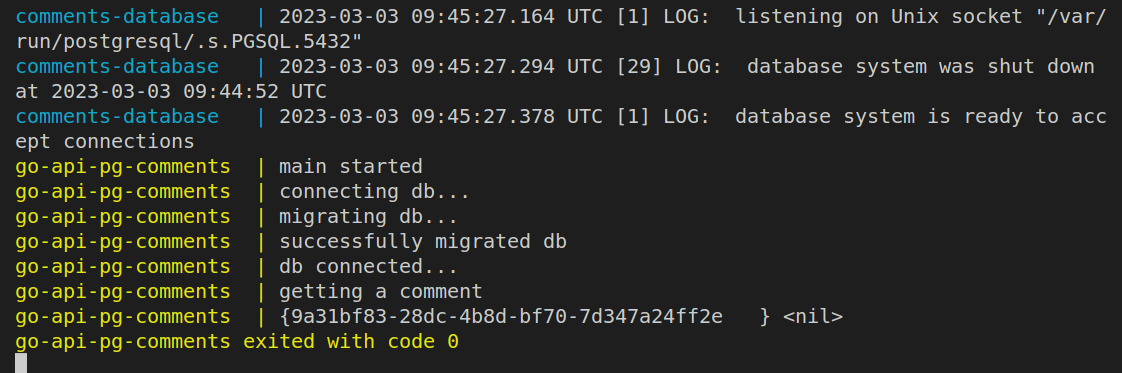 comments-database   | 2023-03-03 09:45:27.164 UTC [1] LOG:  listening on Unix socket "/var/
run/postgresql/.s.PGSQL.5432"
comments-database   | 2023-03-03 09:45:27.294 UTC [29] LOG:  database system was shut down
at 2023-03-03 09:44:52 UTC
comments-database   | 2023-03-03 09:45:27.378 UTC [1] LOG:  database system is ready to acc
ept connections
go-api-pg-comments  | main started
go-api-pg-comments  | connecting db...
go-api-pg-comments  | migrating db...
go-api-pg-comments  | successfully migrated db
go-api-pg-comments  | db connected...
go-api-pg-comments  | getting a comment
go-api-pg-comments  | {9a31bf83-28dc-4b8d-bf70-7d347a24ff2e   } <nil>
go-api-pg-comments exited with code 0